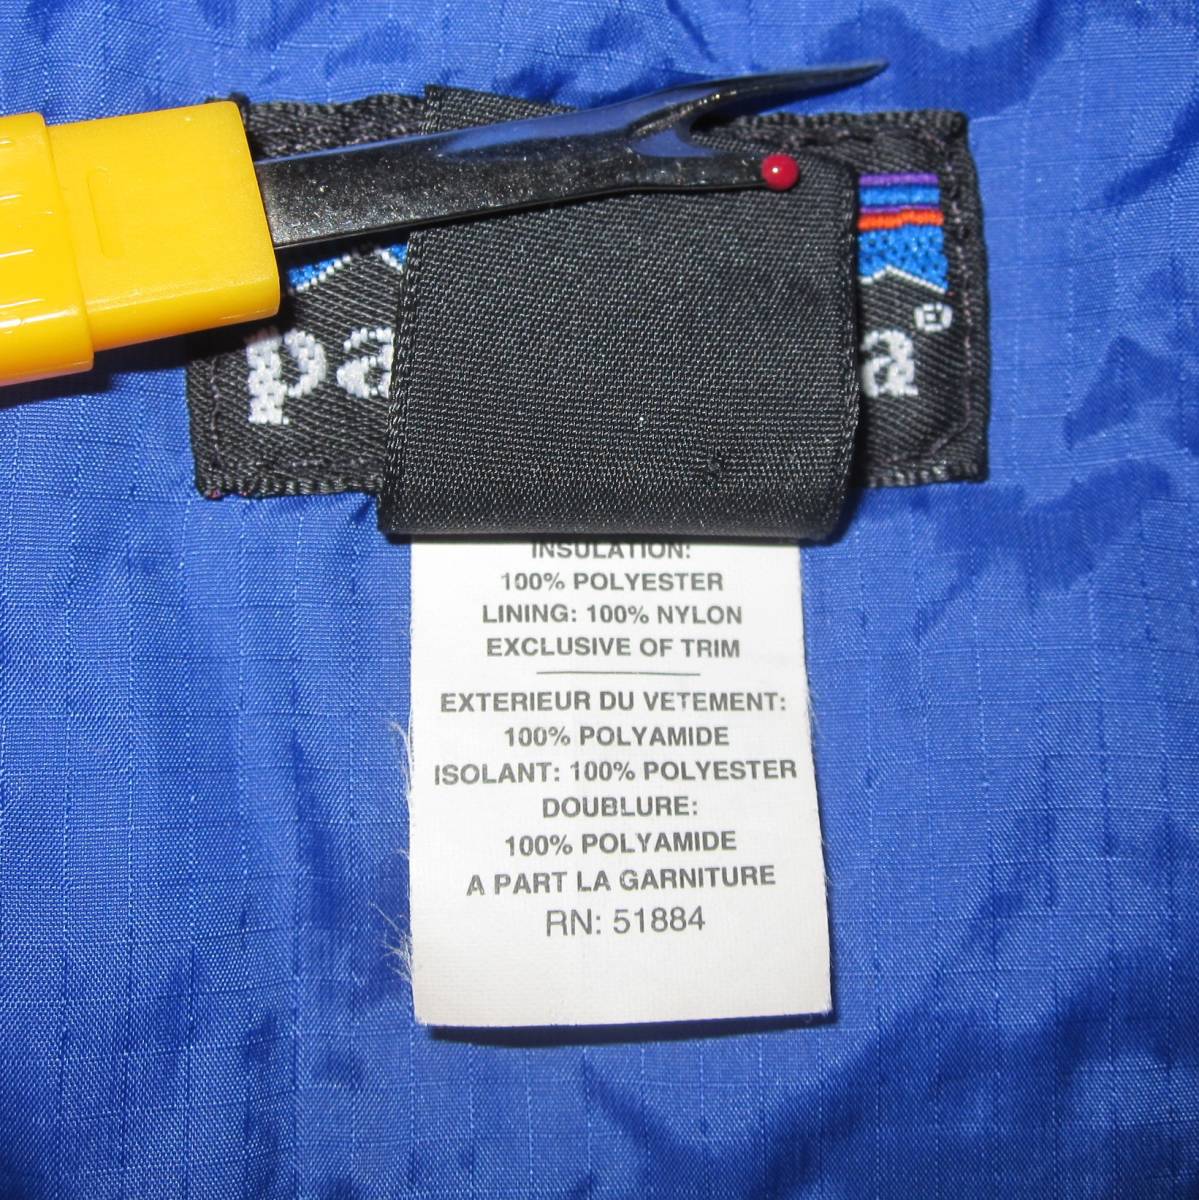 pa a®
INSULATION:
100% POLYESTER
LINING: 100% NYLON
EXCLUSIVE OF TRIM
EXTERIEUR DU VETEMENT:
100% POLYAMIDE
ISOLANT: 100% POLYESTER
DOUBLURE:
100% POLYAMIDE
A PART LA GARNITURE
RN: 51884